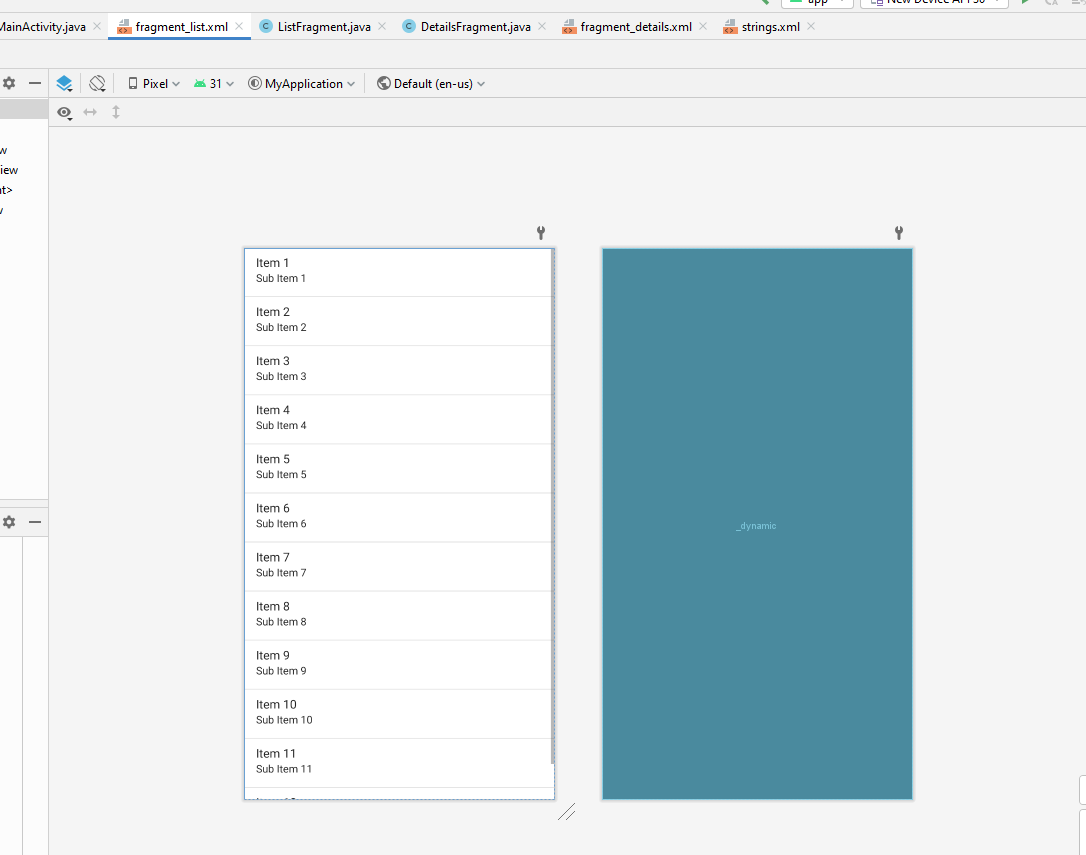 app New Device API 30
MainActivity.java fragment_list.xml ListFragment.java DetailsFragment.java fragment_details.xml strings.xml
Pixel 31 MyApplication Default (en-us)
w
iew
nt>
Item 1
Sub Item 1
Item 2
Sub Item 2
Item 3
Sub Item 3
Item 4
Sub Item 4
Item 5
Sub Item 5
Item 6
Sub Item 6
Item 7
Sub Item 7
Item 8
Sub Item 8
Item 9
Sub Item 9
Item 10
Sub Item 10
Item 11
Sub Item 11
_dynamic